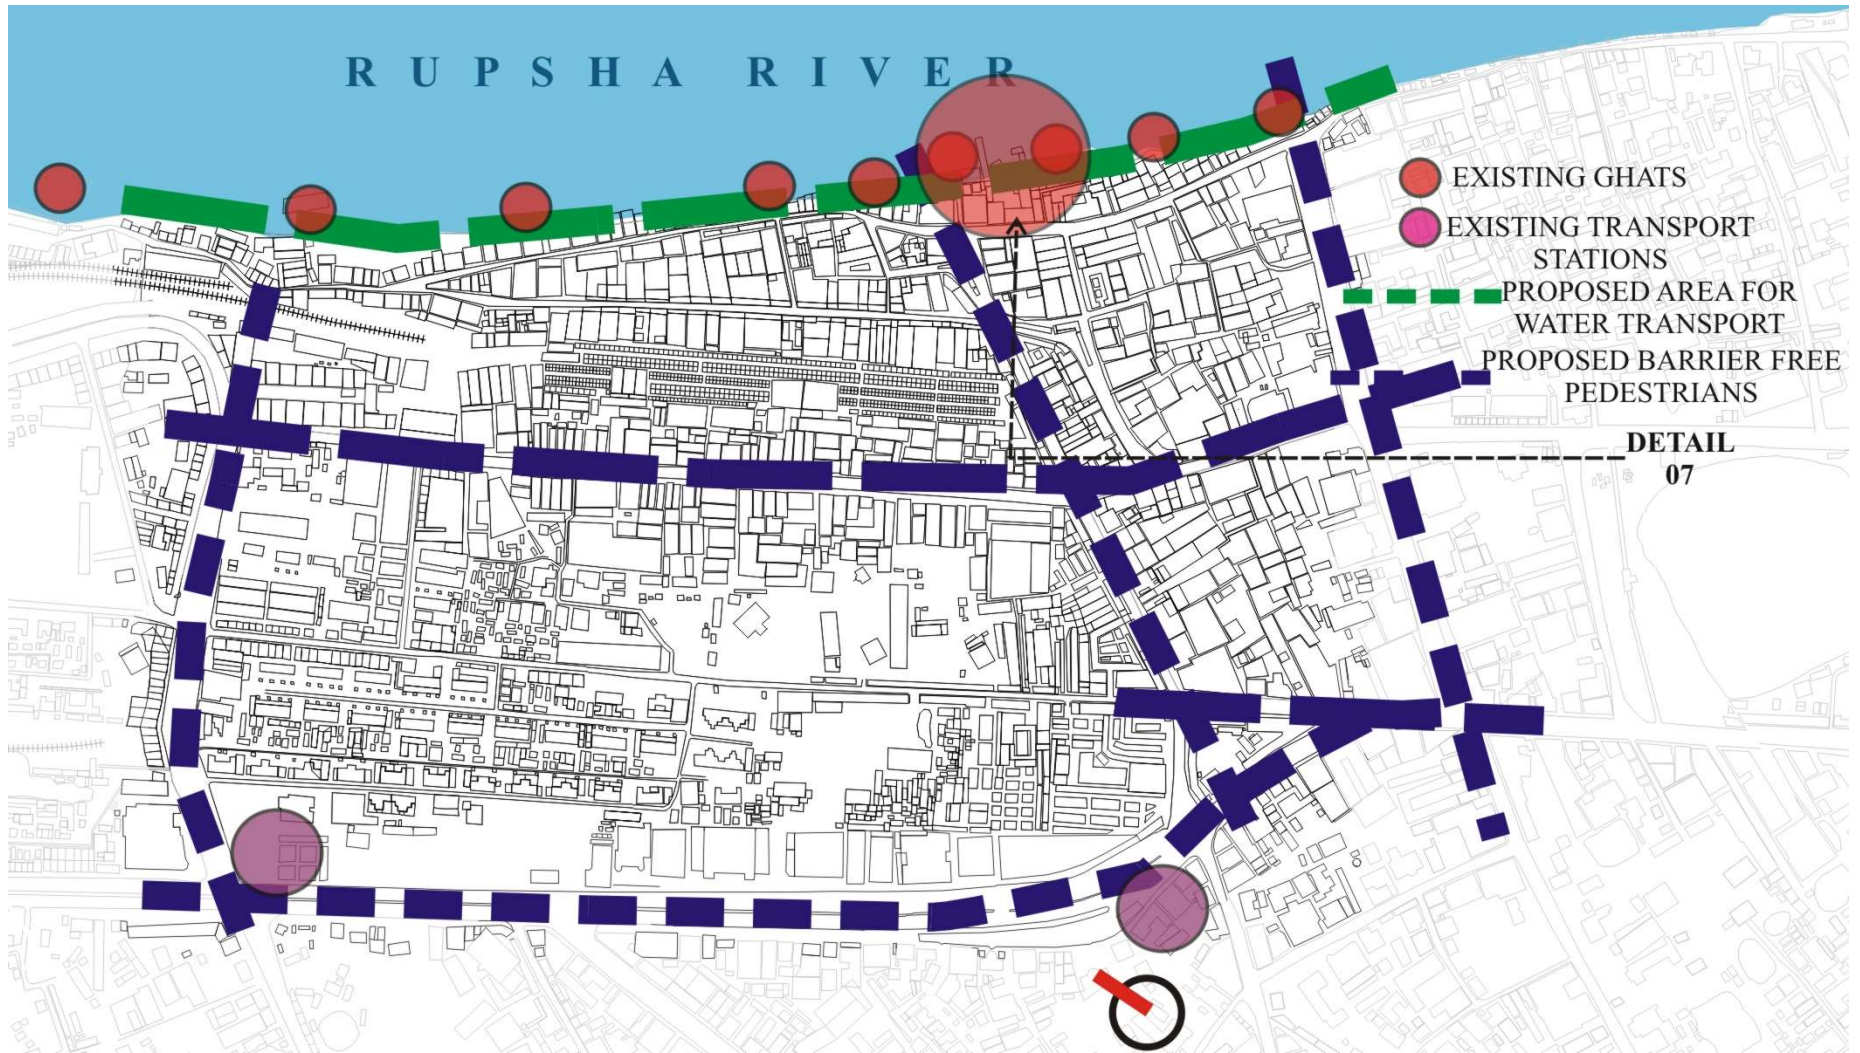 RUPSHA RIVER
EXISTING GHATS
EXISTING TRANSPORT
STATIONS
PROPOSED AREA FOR
WATER TRANSPORT
PROPOSED BARRIER FREE
PEDESTRIANS
DETAIL
07